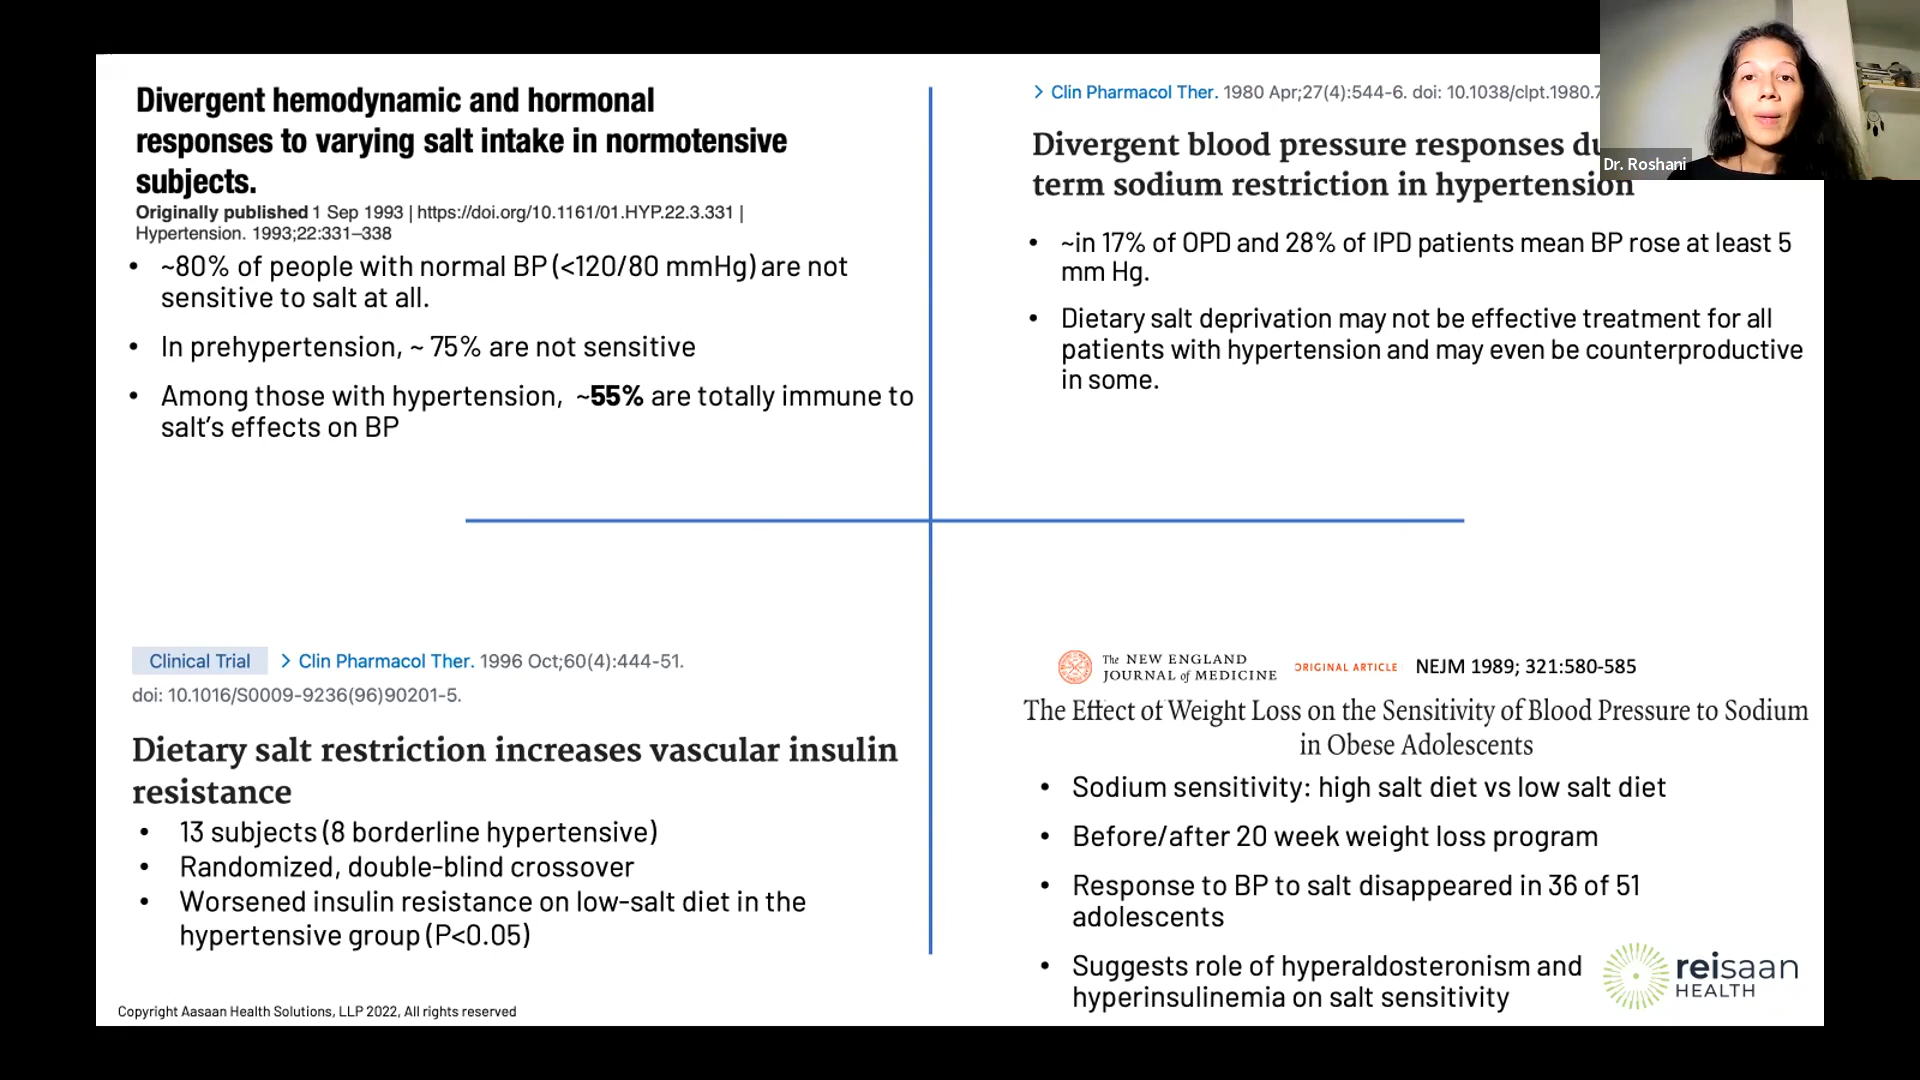 Divergent hemodynamic and hormonal
responses to varying salt intake in normotensive
subjects.
Originally published 1 Sep 1993 | https://doi.org/10.1161/01.HYP.22.3.331 |
Hypertension. 1993;22:331–338
• ~80% of people with normal BP (<120/80 mmHg) are not
sensitive to salt at all.
• In prehypertension, ~ 75% are not sensitive
• Among those with hypertension, ~55% are totally immune to
salt’s effects on BP
> Clin Pharmacol Ther. 1980 Apr;27(4):544-6. doi: 10.1038/clpt.1980.
Divergent blood pressure responses
term sodium restriction in hypertension
• ~in 17% of OPD and 28% of IPD patients mean BP rose at least 5
mm Hg.
• Dietary salt deprivation may not be effective treatment for all
patients with hypertension and may even be counterproductive
in some.
Dr. Roshani
Clinical Trial > Clin Pharmacol Ther. 1996 Oct;60(4):444-51.
doi: 10.1016/S0009-9236(96)90201-5.
Dietary salt restriction increases vascular insulin
resistance
• 13 subjects (8 borderline hypertensive)
• Randomized, double-blind crossover
• Worsened insulin resistance on low-salt diet in the
hypertensive group (P<0.05)
The NEW ENGLAND
JOURNAL of MEDICINE
ORIGINAL ARTICLE NEJM 1989; 321:580-585
The Effect of Weight Loss on the Sensitivity of Blood Pressure to Sodium
in Obese Adolescents
• Sodium sensitivity: high salt diet vs low salt diet
• Before/after 20 week weight loss program
• Response to BP to salt disappeared in 36 of 51
adolescents
• Suggests role of hyperaldosteronism and
hyperinsulinemia on salt sensitivity
reisaan
HEALTH
Copyright Aasaan Health Solutions, LLP 2022, All rights reserved